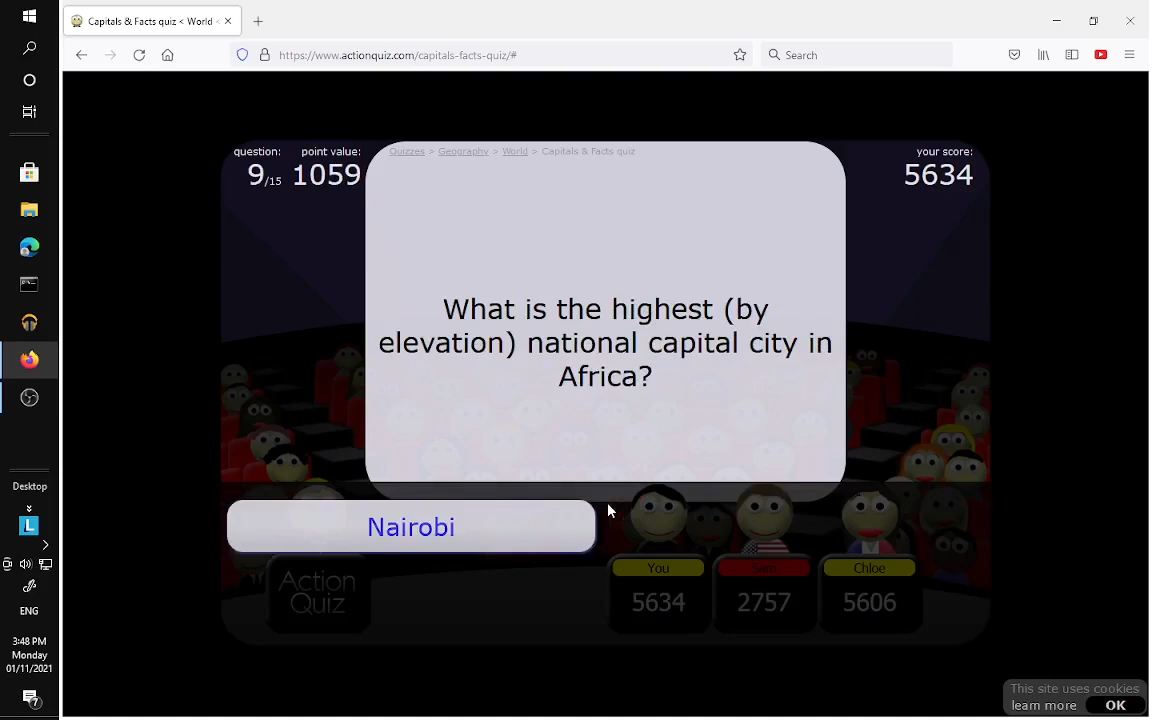 Capitals & Facts quiz < World <
https://www.actionquiz.com/capitals-facts-quiz/#
Search
question:
point value:
9/15
1059
Quizzes > Geography > World > Capitals & Facts quiz
your score:
5634
What is the highest (by
elevation) national capital city in
Africa?
Nairobi
Action
Quiz
You
Sam
Chloe
5634
2757
5606
Desktop
L
ENG
3:48 PM
Monday
01/11/2021
7
This site uses cookies
learn more
OK